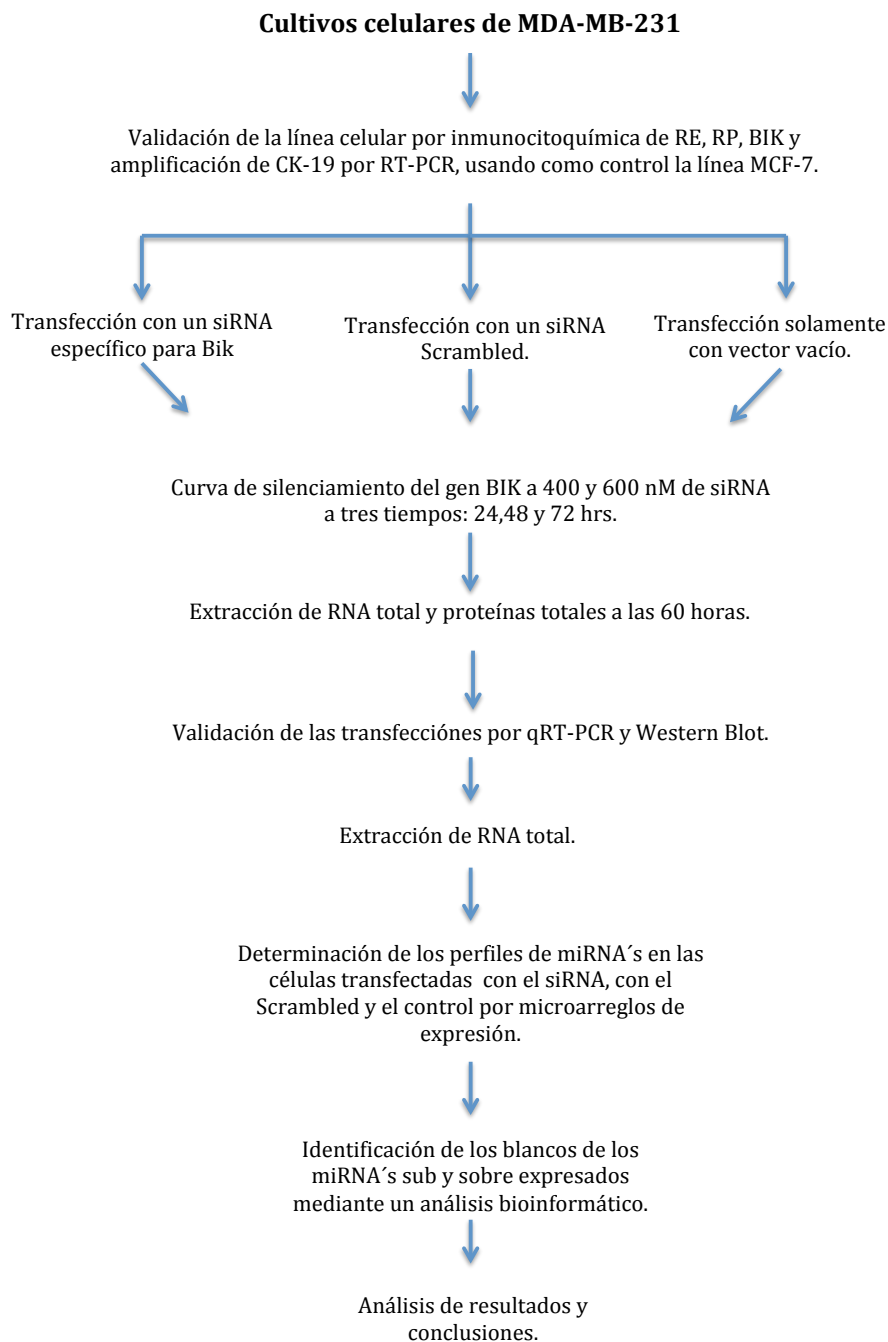 Cultivos celulares de MDA-MB-231
Validación de la línea celular por inmunocitoquímica de RE, RP, BIK y
amplificación de CK-19 por RT-PCR, usando como control la línea MCF-7.
Transfección con un siRNA
específico para Bik
Transfección con un siRNA
Scrambled.
Transfección solamente
con vector vacío.
Curva de silenciamiento del gen BIK a 400 y 600 nM de siRNA
a tres tiempos: 24,48 y 72 hrs.
Extracción de RNA total y proteínas totales a las 60 horas.
Validación de las transfecciónes por qRT-PCR y Western Blot.
Extracción de RNA total.
Determinación de los perfiles de miRNA´s en las
células transfectadas  con el siRNA, con el
Scrambled y el control por microarreglos de
expresión.
Identificación de los blancos de los
miRNA´s sub y sobre expresados
mediante un análisis bioinformático.
Análisis de resultados y
conclusiones.